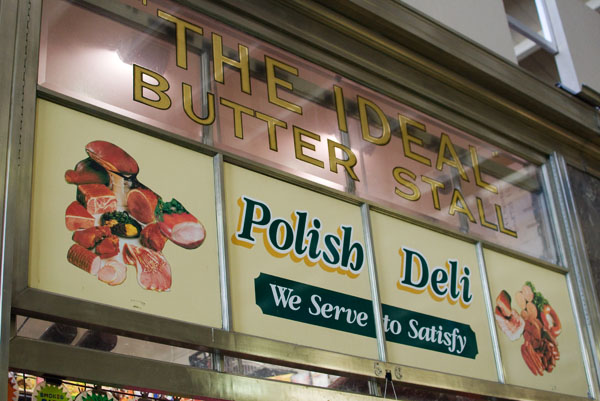 THE IDEAL
BUTTER STALL
Polish Deli
We Serve to Satisfy